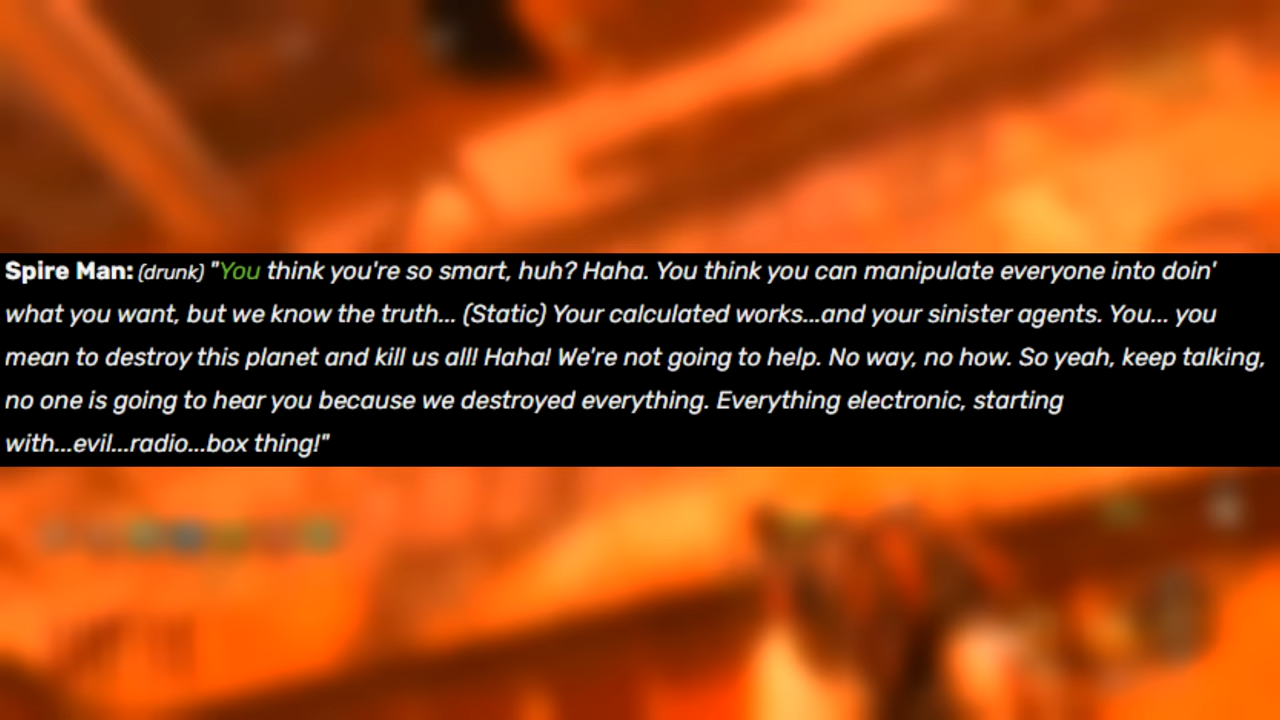 Spire Man: (drunk) "You think you're so smart, huh? Haha. You think you can manipulate everyone into doin'
what you want, but we know the truth... (Static) Your calculated works...and your sinister agents. You... you
mean to destroy this planet and kill us all! Haha! We're not going to help. No way, no how. So yeah, keep talking,
no one is going to hear you because we destroyed everything. Everything electronic, starting
with...evil...radio...box thing!"